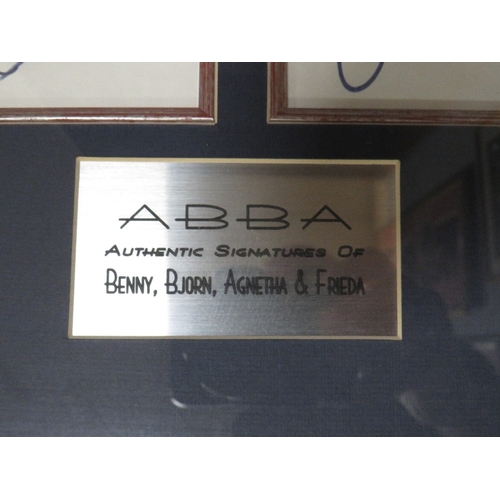 ABBA
AUTHENTIC SIGNATURES OF
BENNY, BJORN, AGNETHA & FRIEDA